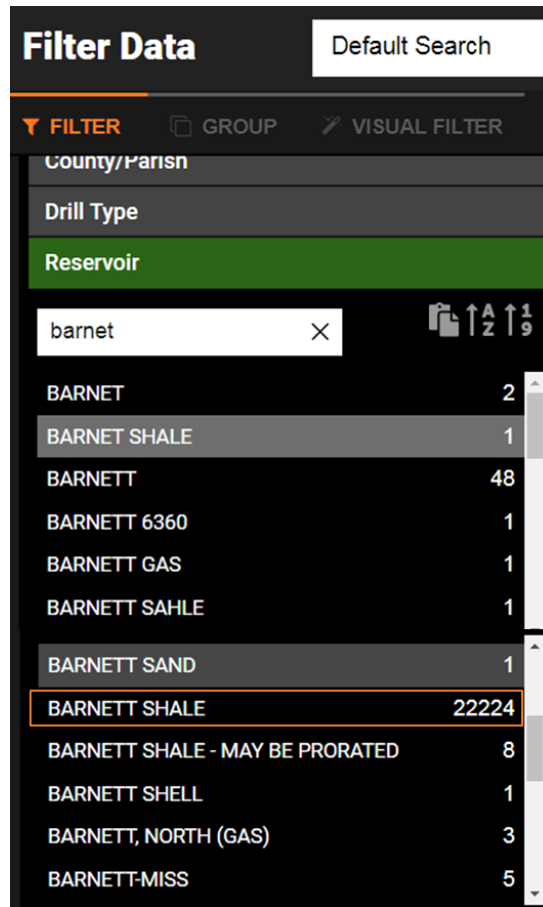 Filter Data
Default Search
FILTER GROUP VISUAL FILTER
County/Parish
Drill Type
Reservoir
barnet
A Z 1 9
BARNET 2
BARNET SHALE 1
BARNETT 48
BARNETT 6360 1
BARNETT GAS 1
BARNETT SAHLE 1
BARNETT SAND 1
BARNETT SHALE 22224
BARNETT SHALE - MAY BE PRORATED 8
BARNETT SHELL 1
BARNETT, NORTH (GAS) 3
BARNETT-MISS 5